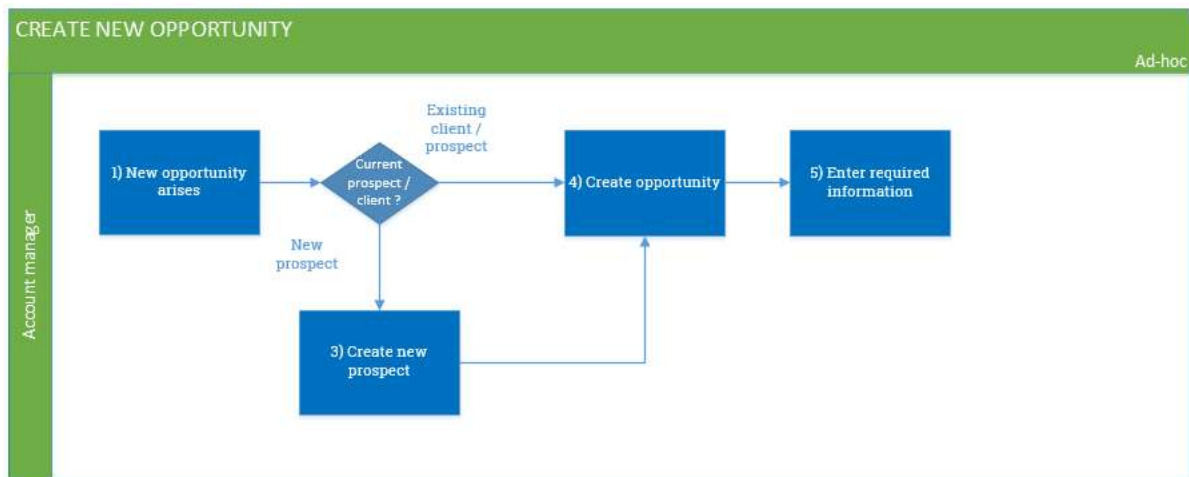 CREATE NEW OPPORTUNITY
Ad-hoc
Account manager
1) New opportunity
arises
Current
prospect /
client ?
Existing
client /
prospect
New
prospect
3) Create new
prospect
4) Create opportunity
5) Enter required
information